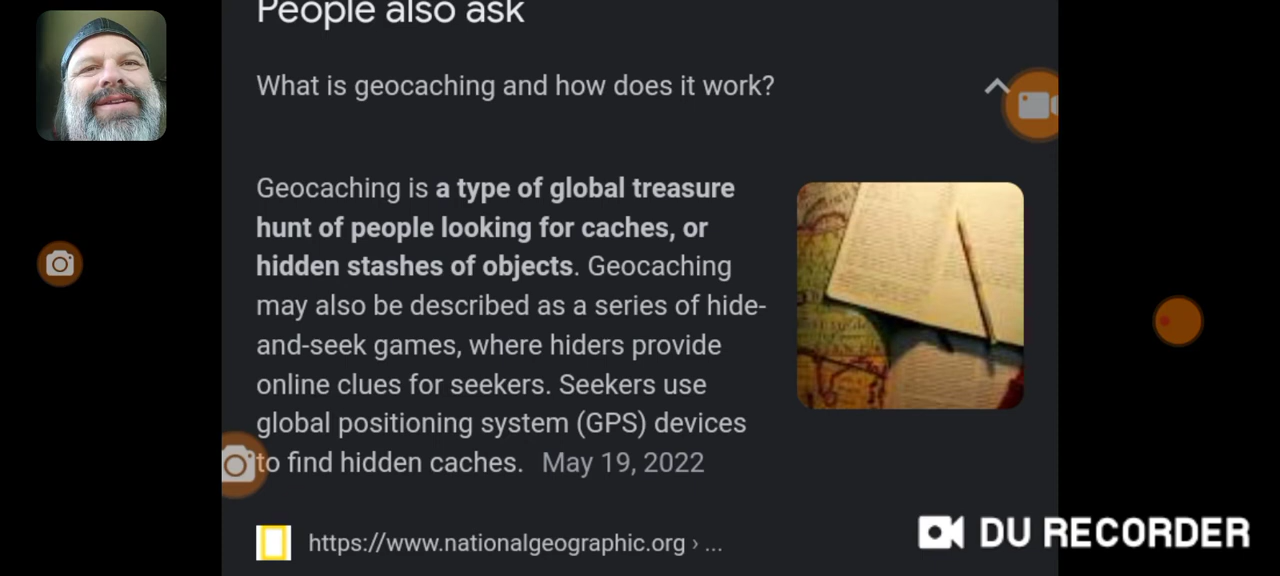 People also ask
What is geocaching and how does it work?
Geocaching is a type of global treasure
hunt of people looking for caches, or
hidden stashes of objects. Geocaching
may also be described as a series of hide-
and-seek games, where hiders provide
online clues for seekers. Seekers use
global positioning system (GPS) devices
to find hidden caches. May 19, 2022
https://www.nationalgeographic.org › ...
DU RECORDER